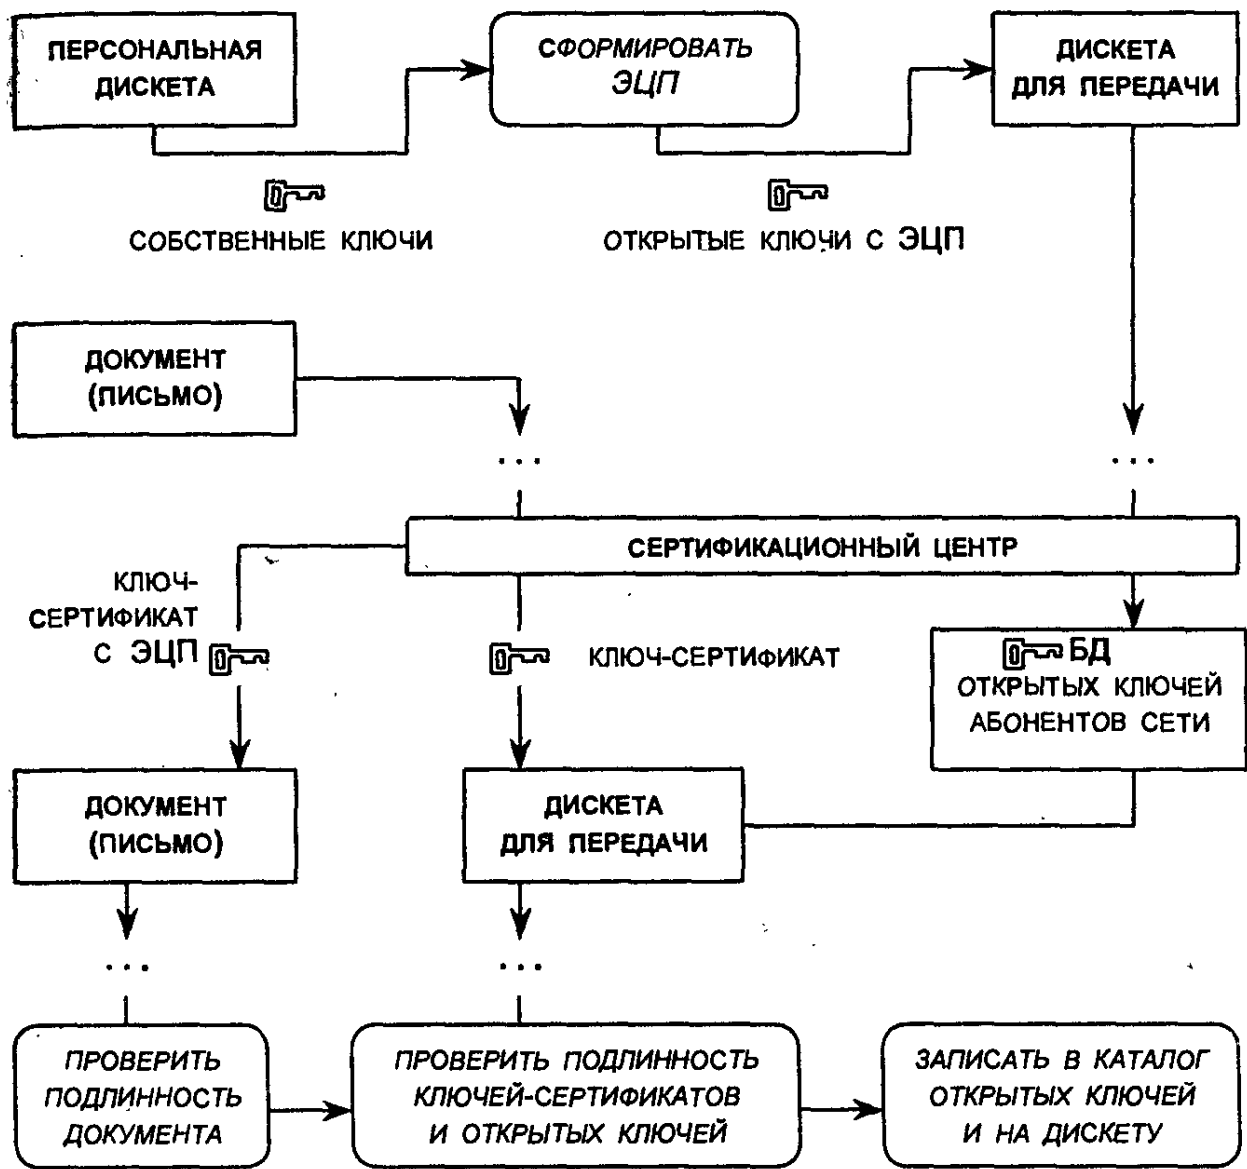 ПЕРСОНАЛЬНАЯ
ДИСКЕТА
СФОРМИРОВАТЬ
ЭЦП
ДИСКЕТА
ДЛЯ ПЕРЕДАЧИ
СОБСТВЕННЫЕ КЛЮЧИ
ОТКРЫТЫЕ КЛЮЧИ С ЭЦП
ДОКУМЕНТ
(ПИСЬМО)
...
...
СЕРТИФИКАЦИОННЫЙ ЦЕНТР
КЛЮЧ-
СЕРТИФИКАТ
С ЭЦП
КЛЮЧ-СЕРТИФИКАТ
БД
ОТКРЫТЫХ КЛЮЧЕЙ
АБОНЕНТОВ СЕТИ
ДОКУМЕНТ
(ПИСЬМО)
ДИСКЕТА
ДЛЯ ПЕРЕДАЧИ
...
...
ПРОВЕРИТЬ
ПОДЛИННОСТЬ
ДОКУМЕНТА
ПРОВЕРИТЬ ПОДЛИННОСТЬ
КЛЮЧЕЙ-СЕРТИФИКАТОВ
И ОТКРЫТЫХ КЛЮЧЕЙ
ЗАПИСАТЬ В КАТАЛОГ
ОТКРЫТЫХ КЛЮЧЕЙ
И НА ДИСКЕТУ